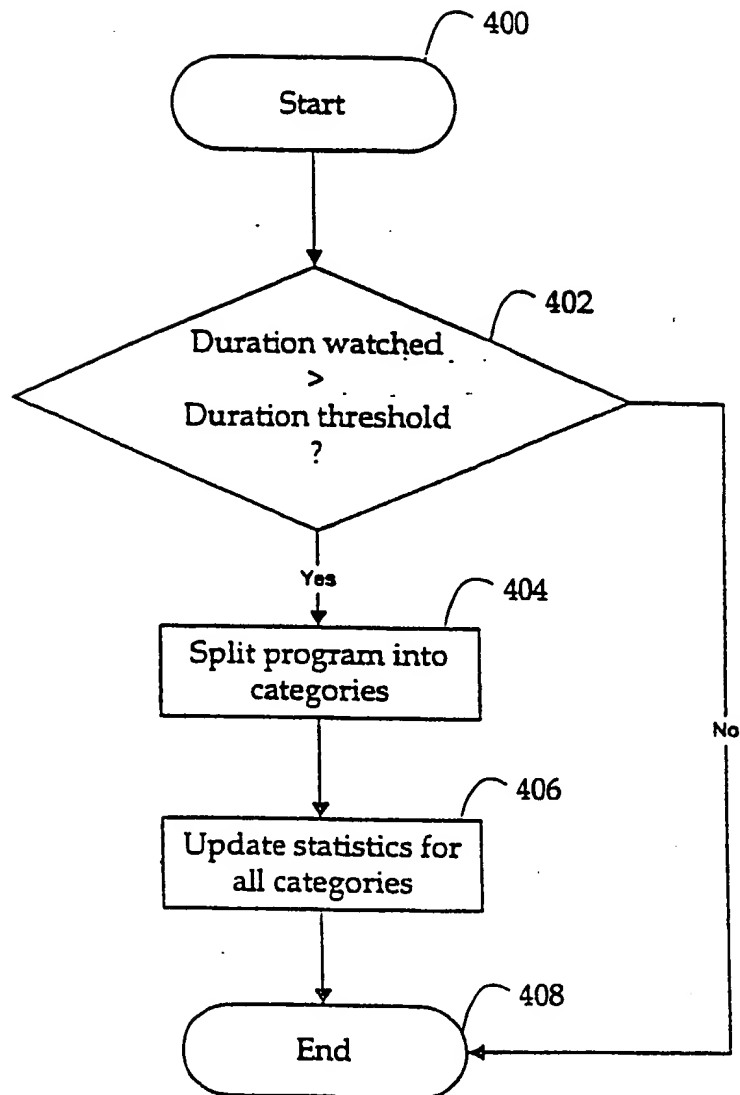 400
Start
402
Duration watched
>
Duration threshold
?
Yes
404
Split program into
categories
No
406
Update statistics for
all categories
408
End